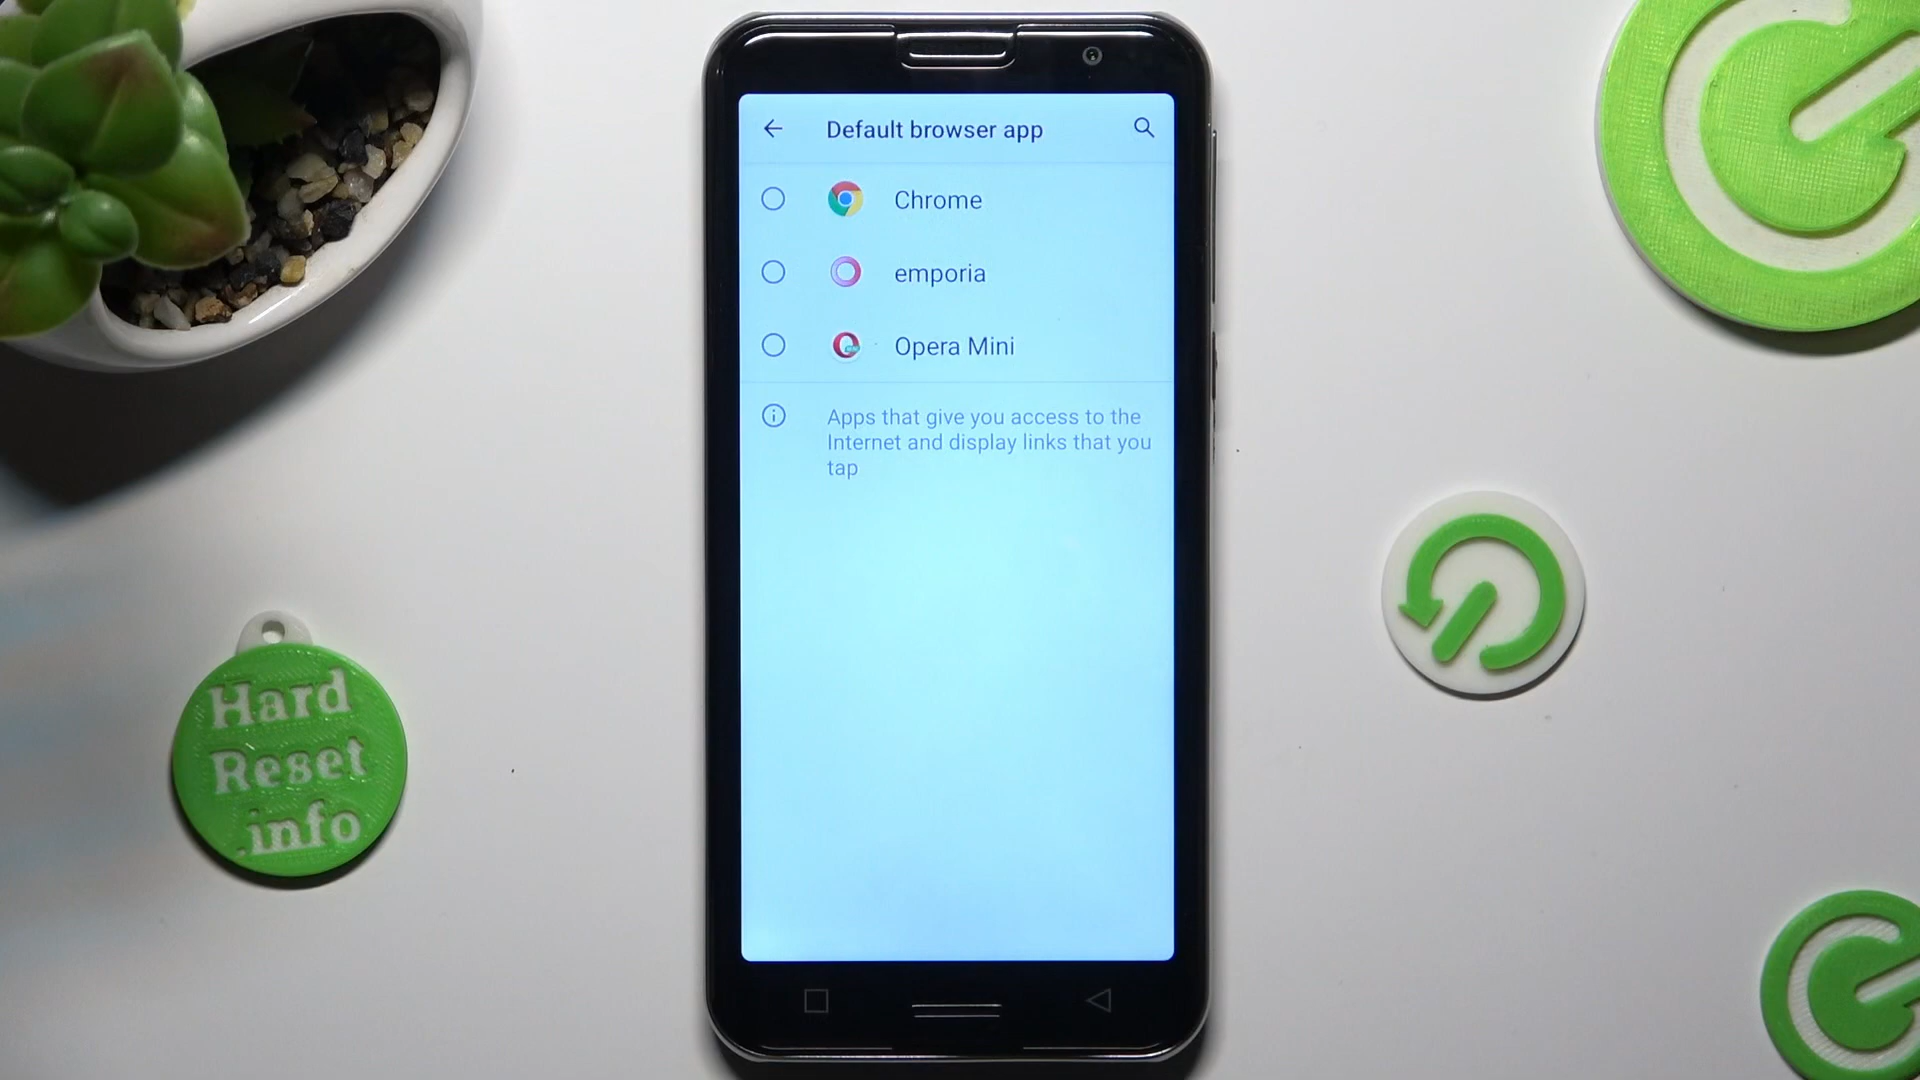 Default browser app
Chrome
emporia
Opera Mini
Apps that give you access to the
Internet and display links that you
tap
Hard
Reset
.info